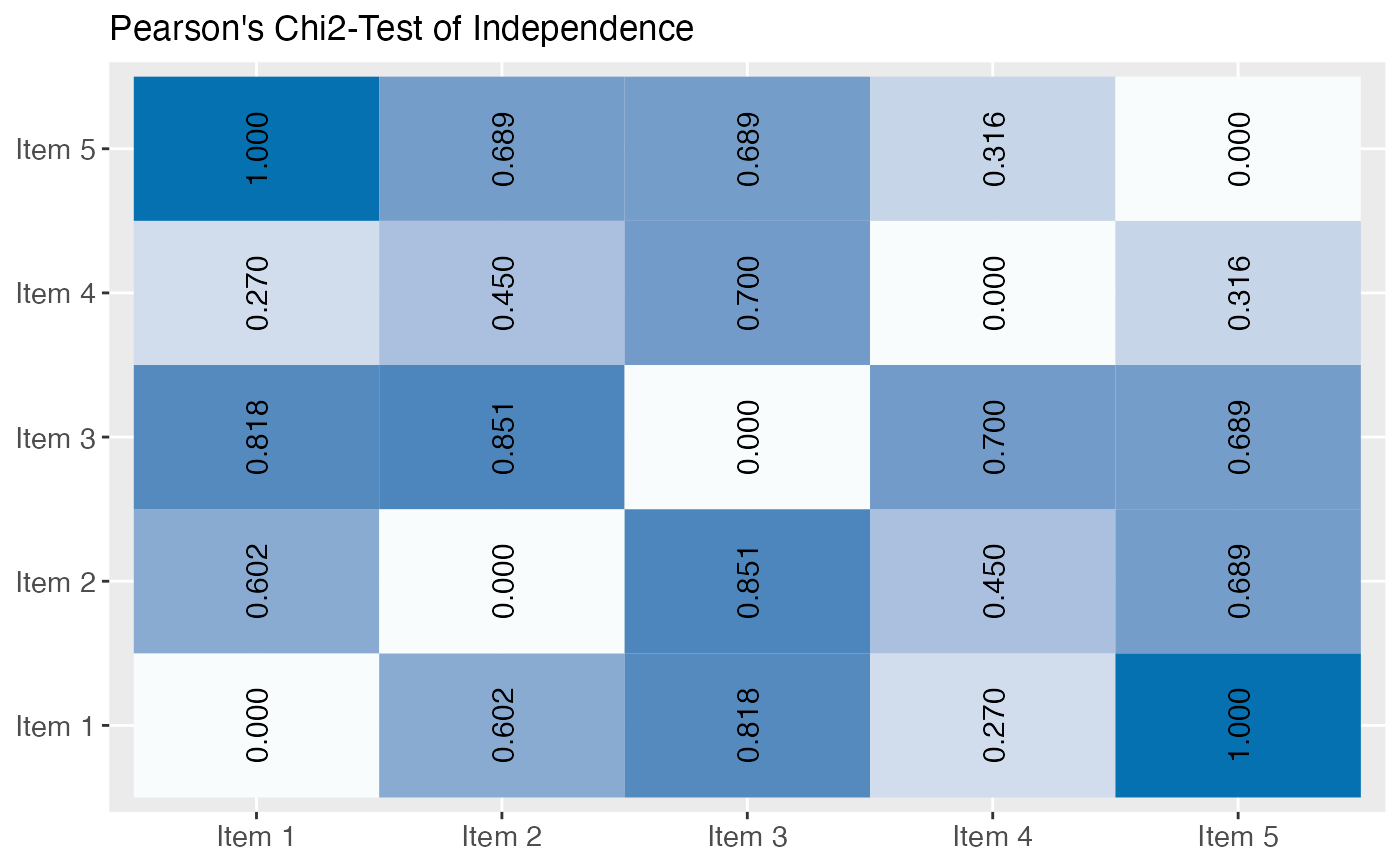 Pearson's Chi2-Test of Independence
Item 5 1.000 0.689 0.689 0.316 0.000
Item 4 0.270 0.450 0.700 0.000 0.316
Item 3 0.818 0.851 0.000 0.700 0.689
Item 2 0.602 0.000 0.851 0.450 0.689
Item 1 0.000 0.602 0.818 0.270 1.000
Item 1 Item 2 Item 3 Item 4 Item 5